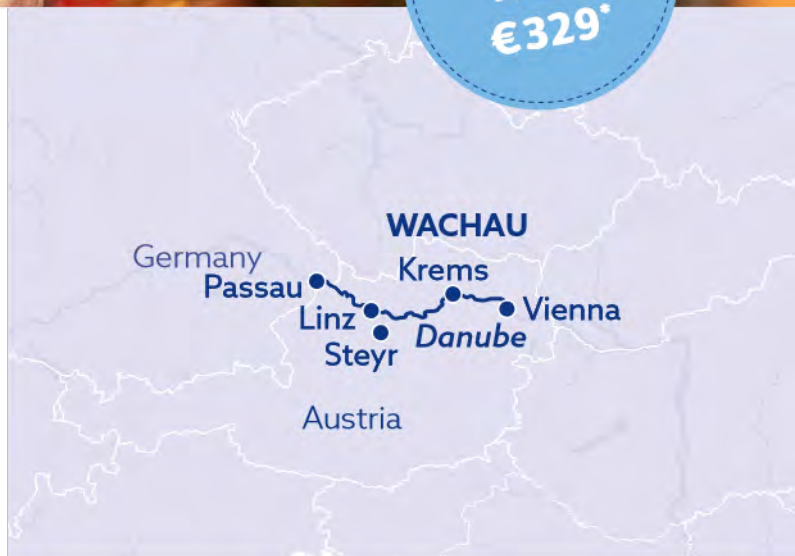 €329*
WACHAU
Germany
Krems
Passau
Linz
Vienna
Danube
Steyr
Austria